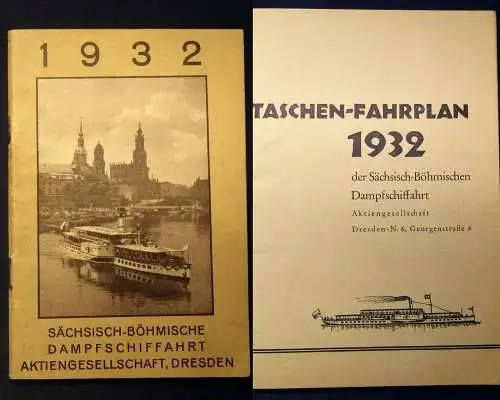 1932
SÄCHSISCH-BÖHMISCHE
DAMPFSCHIFFAHRT
AKTIENGESELLSCHAFT, DRESDEN
TASCHEN-FAHRPLAN
1932
der Sächsisch-Böhmischen
Dampfschiffahrt
Aktiengesellschaft
Dresden-N. 6, Georgenstraße 6